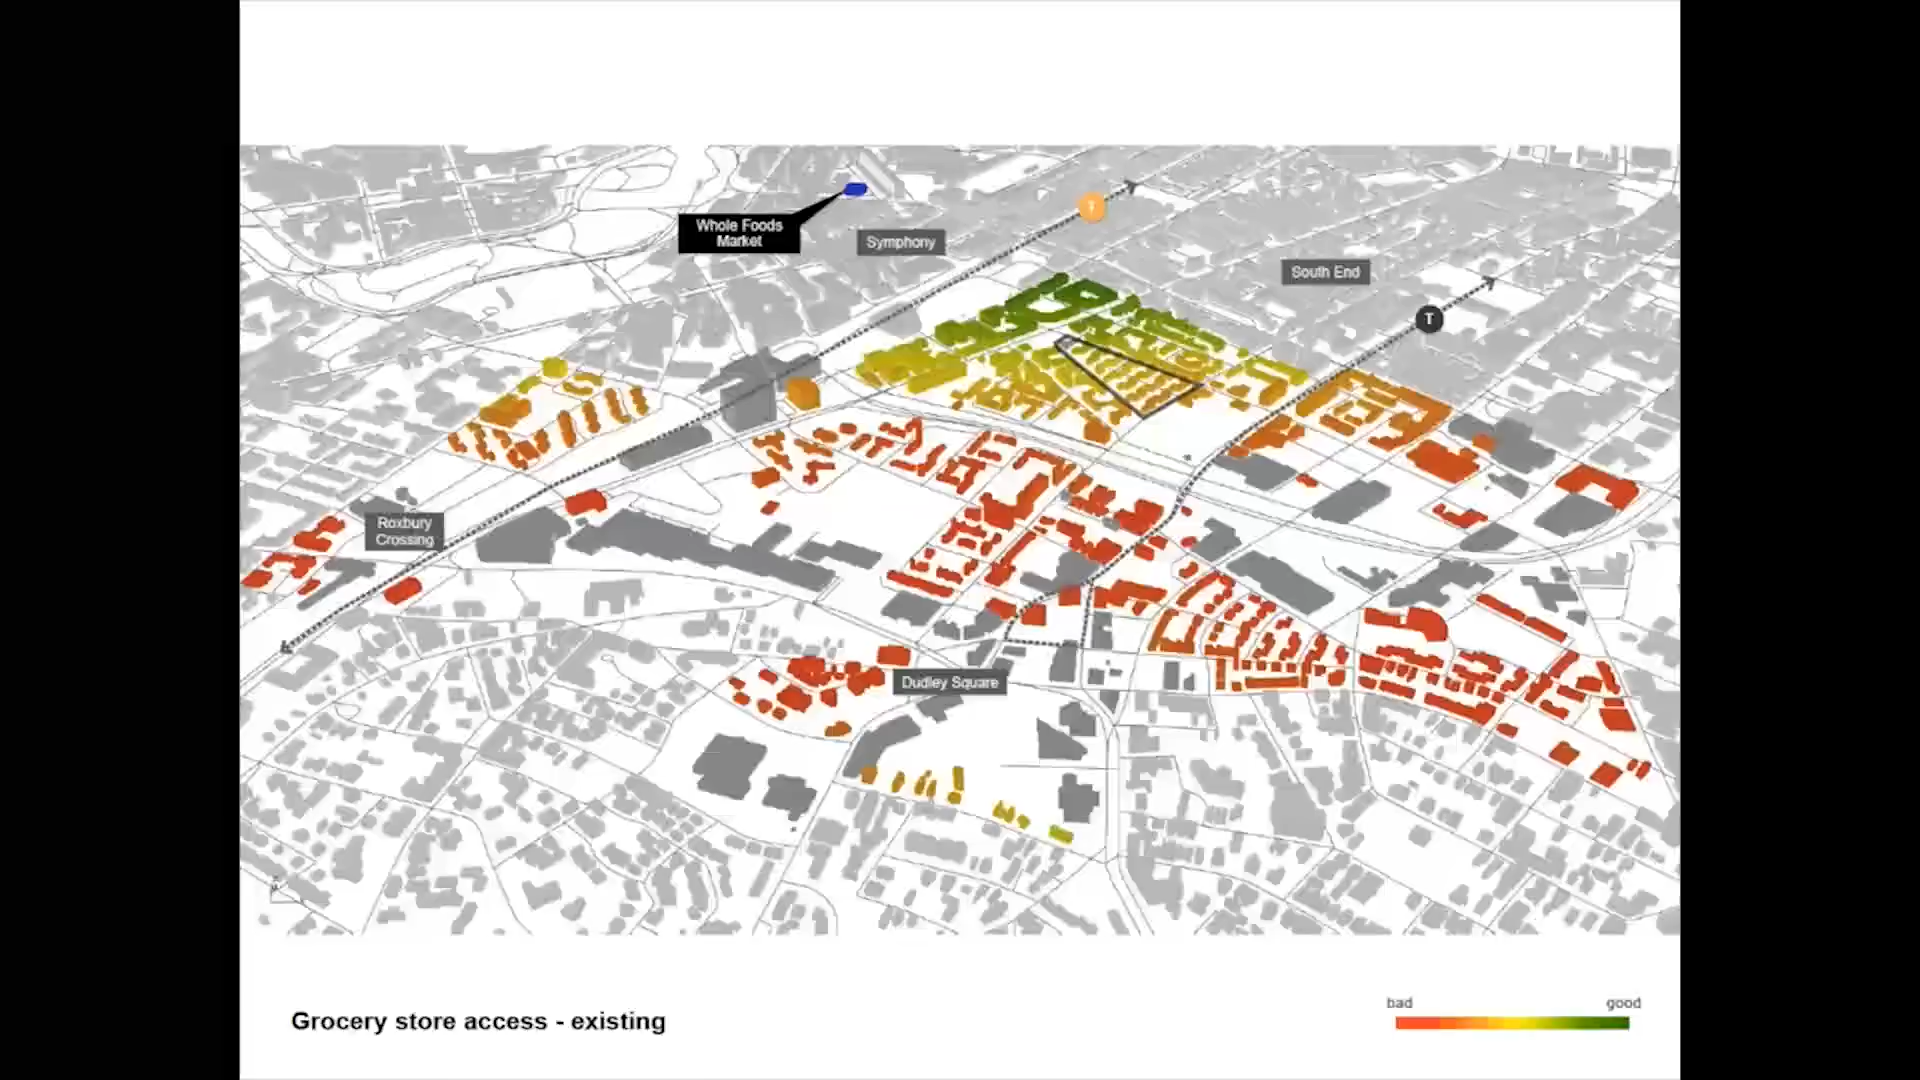 Whole Foods
Market
Symphony
T
South End
T
Roxbury
Crossing
Dudley Square
Grocery store access - existing
bad
good